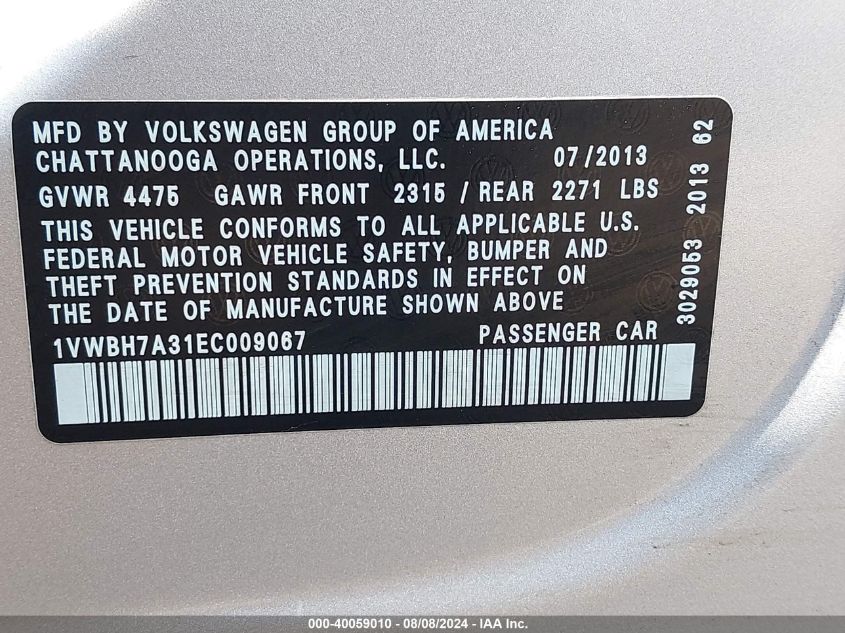 MFD BY VOLKSWAGEN GROUP OF AMERICA
CHATTANOOGA OPERATIONS, LLC. 07/2013
GVWR 4475 GAWR FRONT 2315 / REAR 2271 LBS
THIS VEHICLE CONFORMS TO ALL APPLICABLE U.S.
FEDERAL MOTOR VEHICLE SAFETY, BUMPER AND
THEFT PREVENTION STANDARDS IN EFFECT ON
THE DATE OF MANUFACTURE SHOWN ABOVE
1VWBH7A31EC009067 PASSENGER CAR
3029053 2013 62
000-40059010 - 08/08/2024 - IAA Inc.